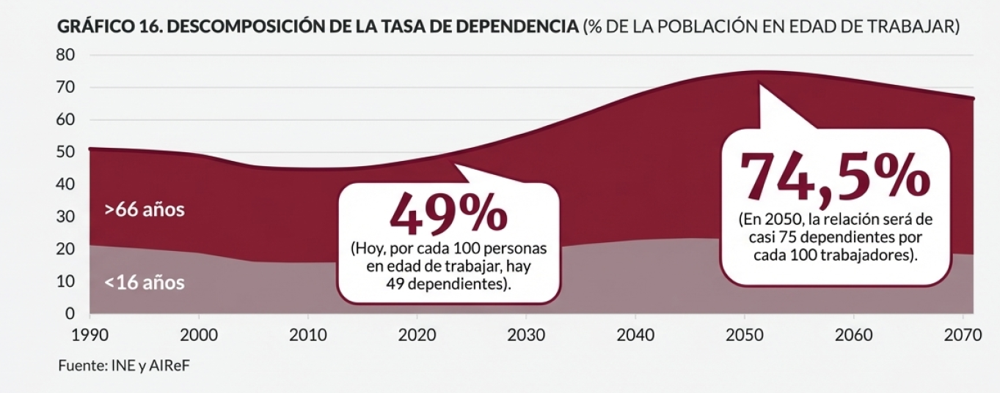 GRÁFICO 16. DESCOMPOSICIÓN DE LA TASA DE DEPENDENCIA (% DE LA POBLACIÓN EN EDAD DE TRABAJAR)
80
70
60
50
40
30
20
10
0
>66 años
<16 años
49%
(Hoy, por cada 100 personas
en edad de trabajar, hay
49 dependientes).
74,5%
(En 2050, la relación será de
casi 75 dependientes por
cada 100 trabajadores).
1990 2000 2010 2020 2030 2040 2050 2060 2070
Fuente: INE y AIReF